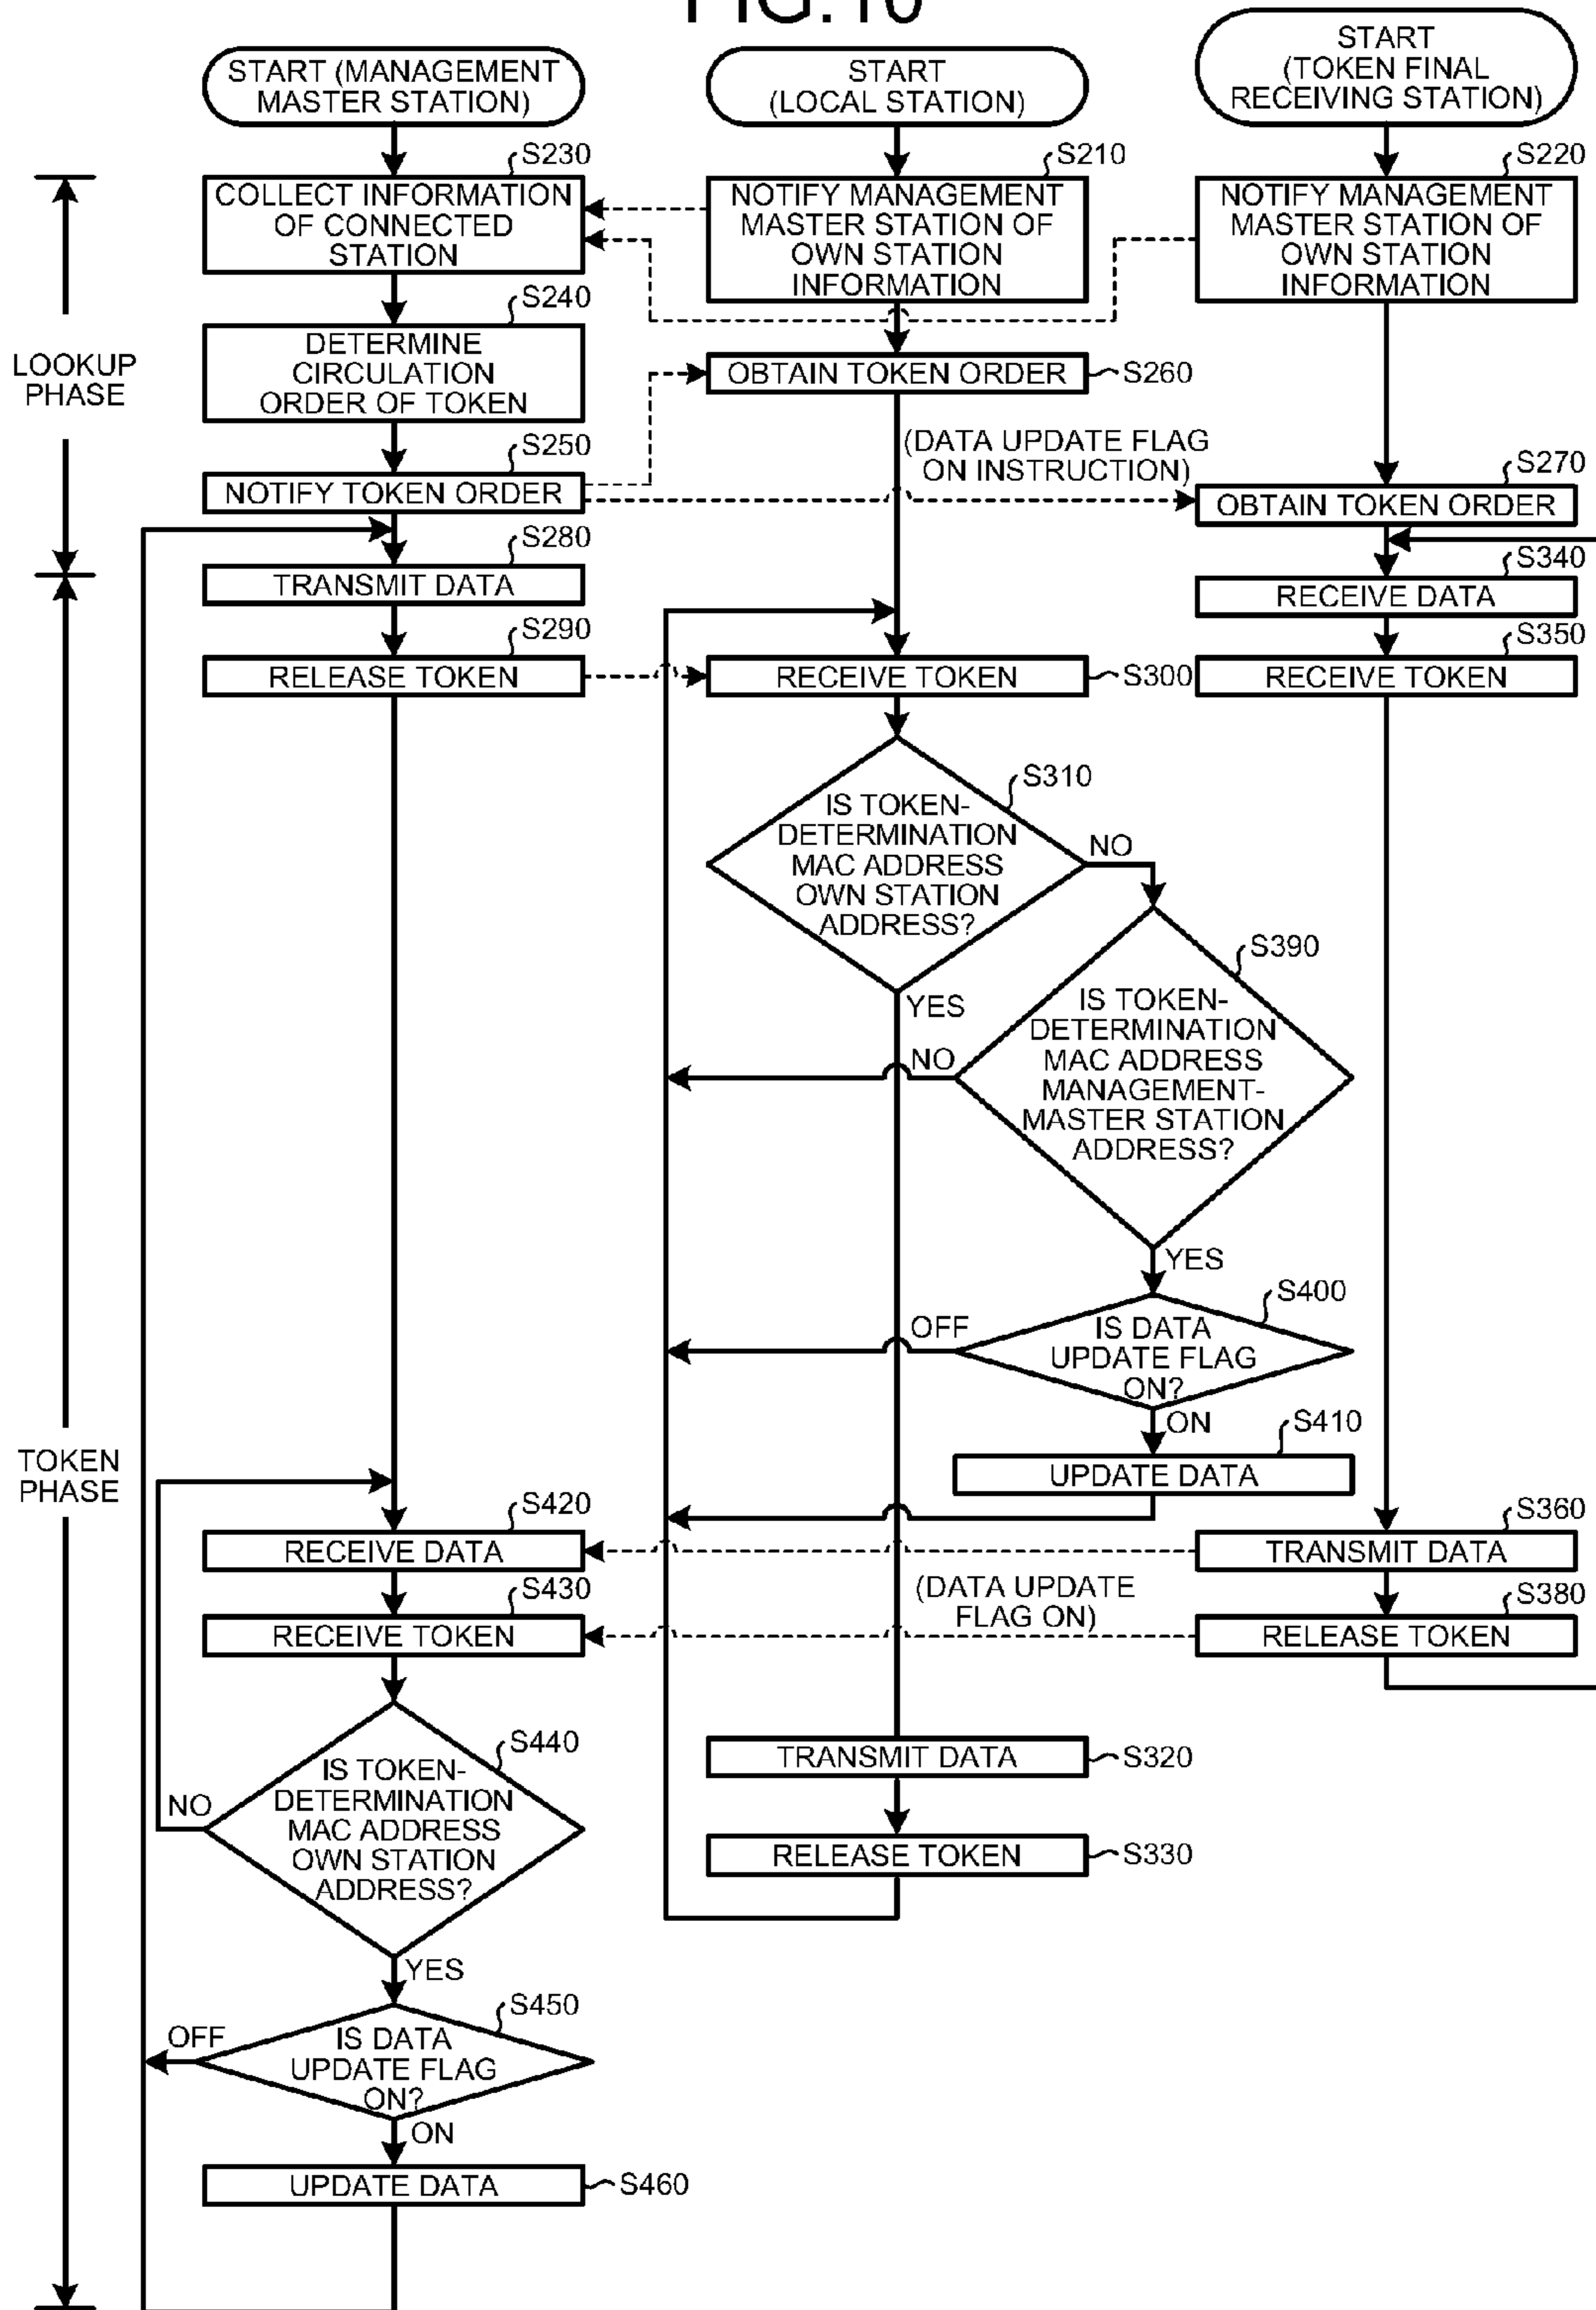 FIG.10
START (MANAGEMENT
MASTER STATION)
START
(LOCAL STATION)
START
(TOKEN FINAL
RECEIVING STATION)
S230
COLLECT INFORMATION
OF CONNECTED
STATION
S210
NOTIFY MANAGEMENT
MASTER STATION OF
OWN STATION
INFORMATION
S220
NOTIFY MANAGEMENT
MASTER STATION OF
OWN STATION
INFORMATION
LOOKUP
PHASE
S240
DETERMINE
CIRCULATION
ORDER OF TOKEN
OBTAIN TOKEN ORDER
S260
S250
NOTIFY TOKEN ORDER
(DATA UPDATE FLAG
ON INSTRUCTION)
S270
OBTAIN TOKEN ORDER
S280
TRANSMIT DATA
S340
RECEIVE DATA
S290
RELEASE TOKEN
RECEIVE TOKEN
S300
S350
RECEIVE TOKEN
S310
IS TOKEN-
DETERMINATION
MAC ADDRESS
OWN STATION
ADDRESS?
NO
YES
S390
IS TOKEN-
DETERMINATION
MAC ADDRESS
MANAGEMENT-
MASTER STATION
ADDRESS?
NO
YES
S400
IS DATA
UPDATE FLAG
ON?
OFF
ON
S410
UPDATE DATA
TOKEN
PHASE
S420
RECEIVE DATA
S360
TRANSMIT DATA
S430
RECEIVE TOKEN
(DATA UPDATE
FLAG ON)
S380
RELEASE TOKEN
S440
IS TOKEN-
DETERMINATION
MAC ADDRESS
OWN STATION
ADDRESS?
NO
YES
TRANSMIT DATA
S320
RELEASE TOKEN
S330
S450
IS DATA
UPDATE FLAG
ON?
OFF
ON
UPDATE DATA
S460